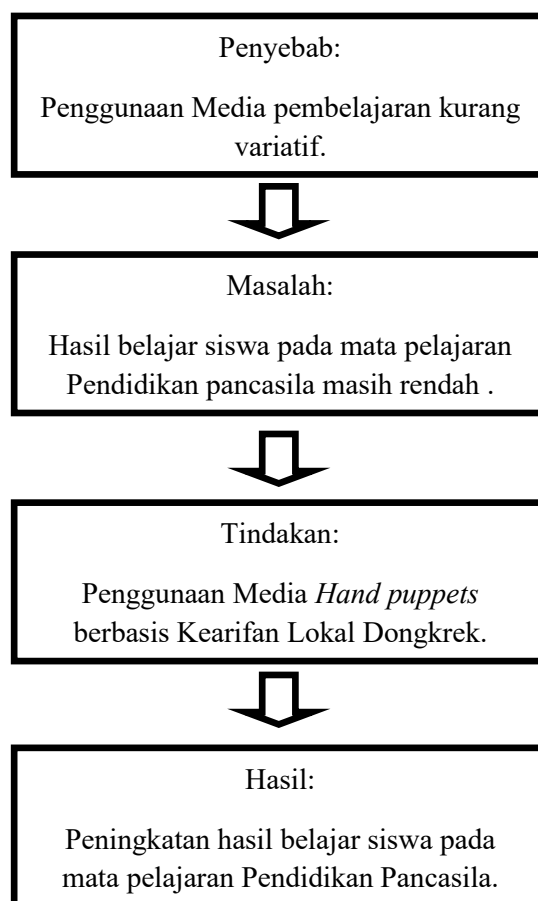 Penyebab:
Penggunaan Media pembelajaran kurang
variatif.
Masalah:
Hasil belajar siswa pada mata pelajaran
Pendidikan pancasila masih rendah .
Tindakan:
Penggunaan Media Hand puppets
berbasis Kearifan Lokal Dongkrek.
Hasil:
Peningkatan hasil belajar siswa pada
mata pelajaran Pendidikan Pancasila.